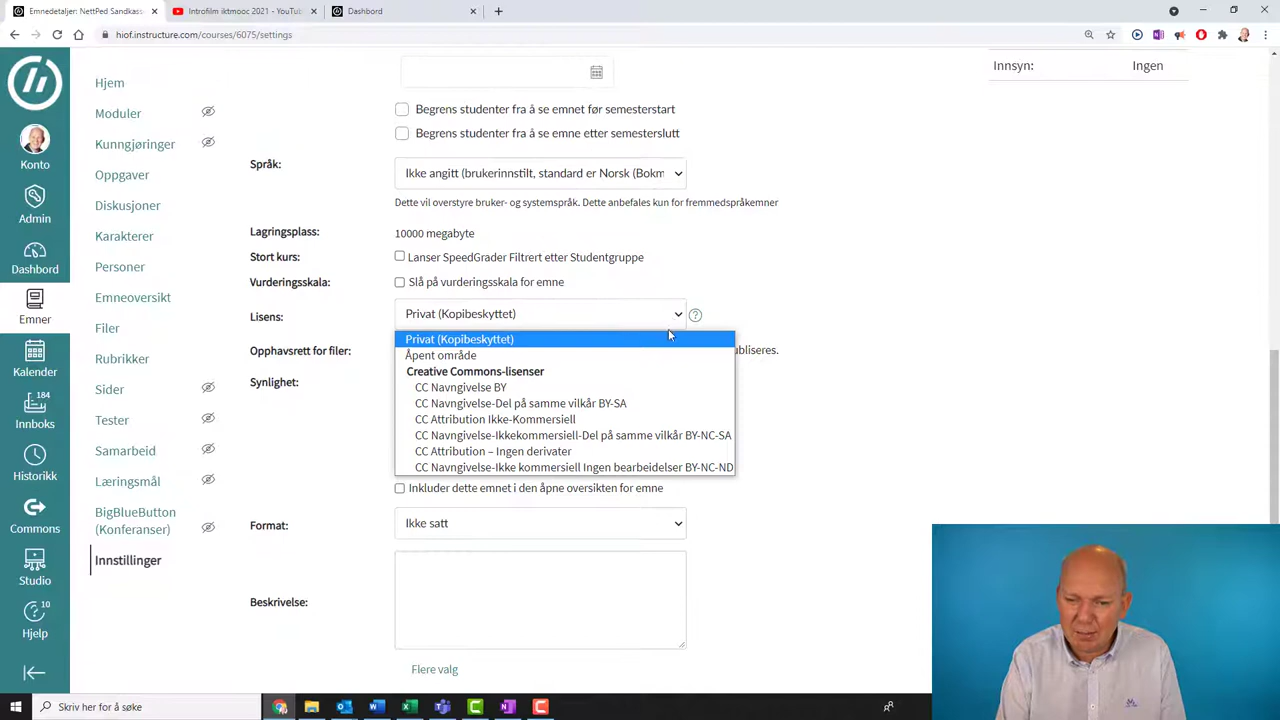 Emnedetaljer: NettPed Sandkass
Introfilm iktmooc 2021 - YouTub
Dashbord
hiof.instructure.com/courses/6075/settings
Konto
Admin
Dashbord
Emner
Kalender
184
Innboks
Historikk
Commons
Studio
10
Hjelp
Hjem
Moduler
Kunngjøringer
Oppgaver
Diskusjoner
Karakterer
Personer
Emneoversikt
Filer
Rubrikker
Sider
Tester
Samarbeid
Læringsmål
BigBlueButton
(Konferanser)
Innstillinger
Innsyn: Ingen
Begrens studenter fra å se emnet før semesterstart
Begrens studenter fra å se emne etter semesterslutt
Språk: Ikke angitt (brukerinnstilt, standard er Norsk (Bokm
Dette vil overstyre bruker- og systemspråk. Dette anbefales kun for fremmedspråkemner
Lagringsplass: 10000 megabyte
Stort kurs: Lanser SpeedGrader Filtrert etter Studentgruppe
Vurderingsskala: Slå på vurderingsskala for emne
Lisens: Privat (Kopibeskyttet)
Privat (Kopibeskyttet)
Opphavsrett for filer: ubliseres.
Åpent område
Creative Commons-lisenser
Synlighet:
CC Navngivelse BY
CC Navngivelse-Del på samme vilkår BY-SA
CC Attribution Ikke-Kommersiell
CC Navngivelse-Ikkekommersiell-Del på samme vilkår BY-NC-SA
CC Attribution – Ingen derivater
CC Navngivelse-Ikke kommersiell Ingen bearbeidelser BY-NC-ND
Inkluder dette emnet i den åpne oversikten for emne
Format: Ikke satt
Beskrivelse:
Flere valg
Skriv her for å søke